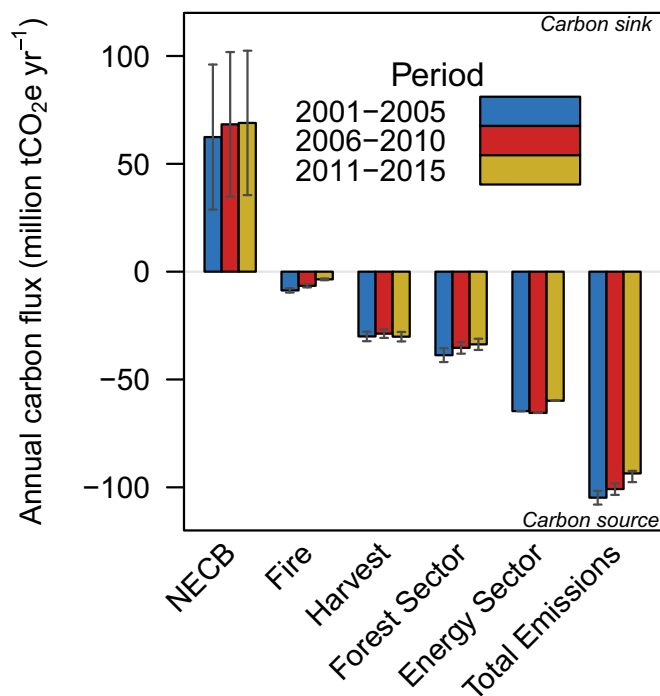 Carbon sink
Annual carbon flux (million tCO₂e yr⁻¹)
100
50
0
−50
−100
Period
2001−2005
2006−2010
2011−2015
Carbon source
NECB
Fire
Harvest
Forest Sector
Energy Sector
Total Emissions